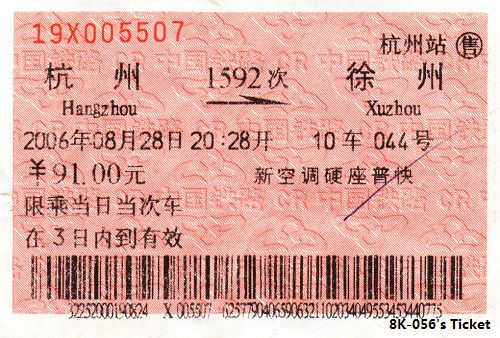 19X005507
杭州站 售
杭州 1592次 徐州
Hangzhou Xuzhou
2006年08月28日20:28开 10车 044号
￥91.00元 新空调硬座普快
限乘当日当次车
在3日内到有效
X 005507
8K-056's Ticket